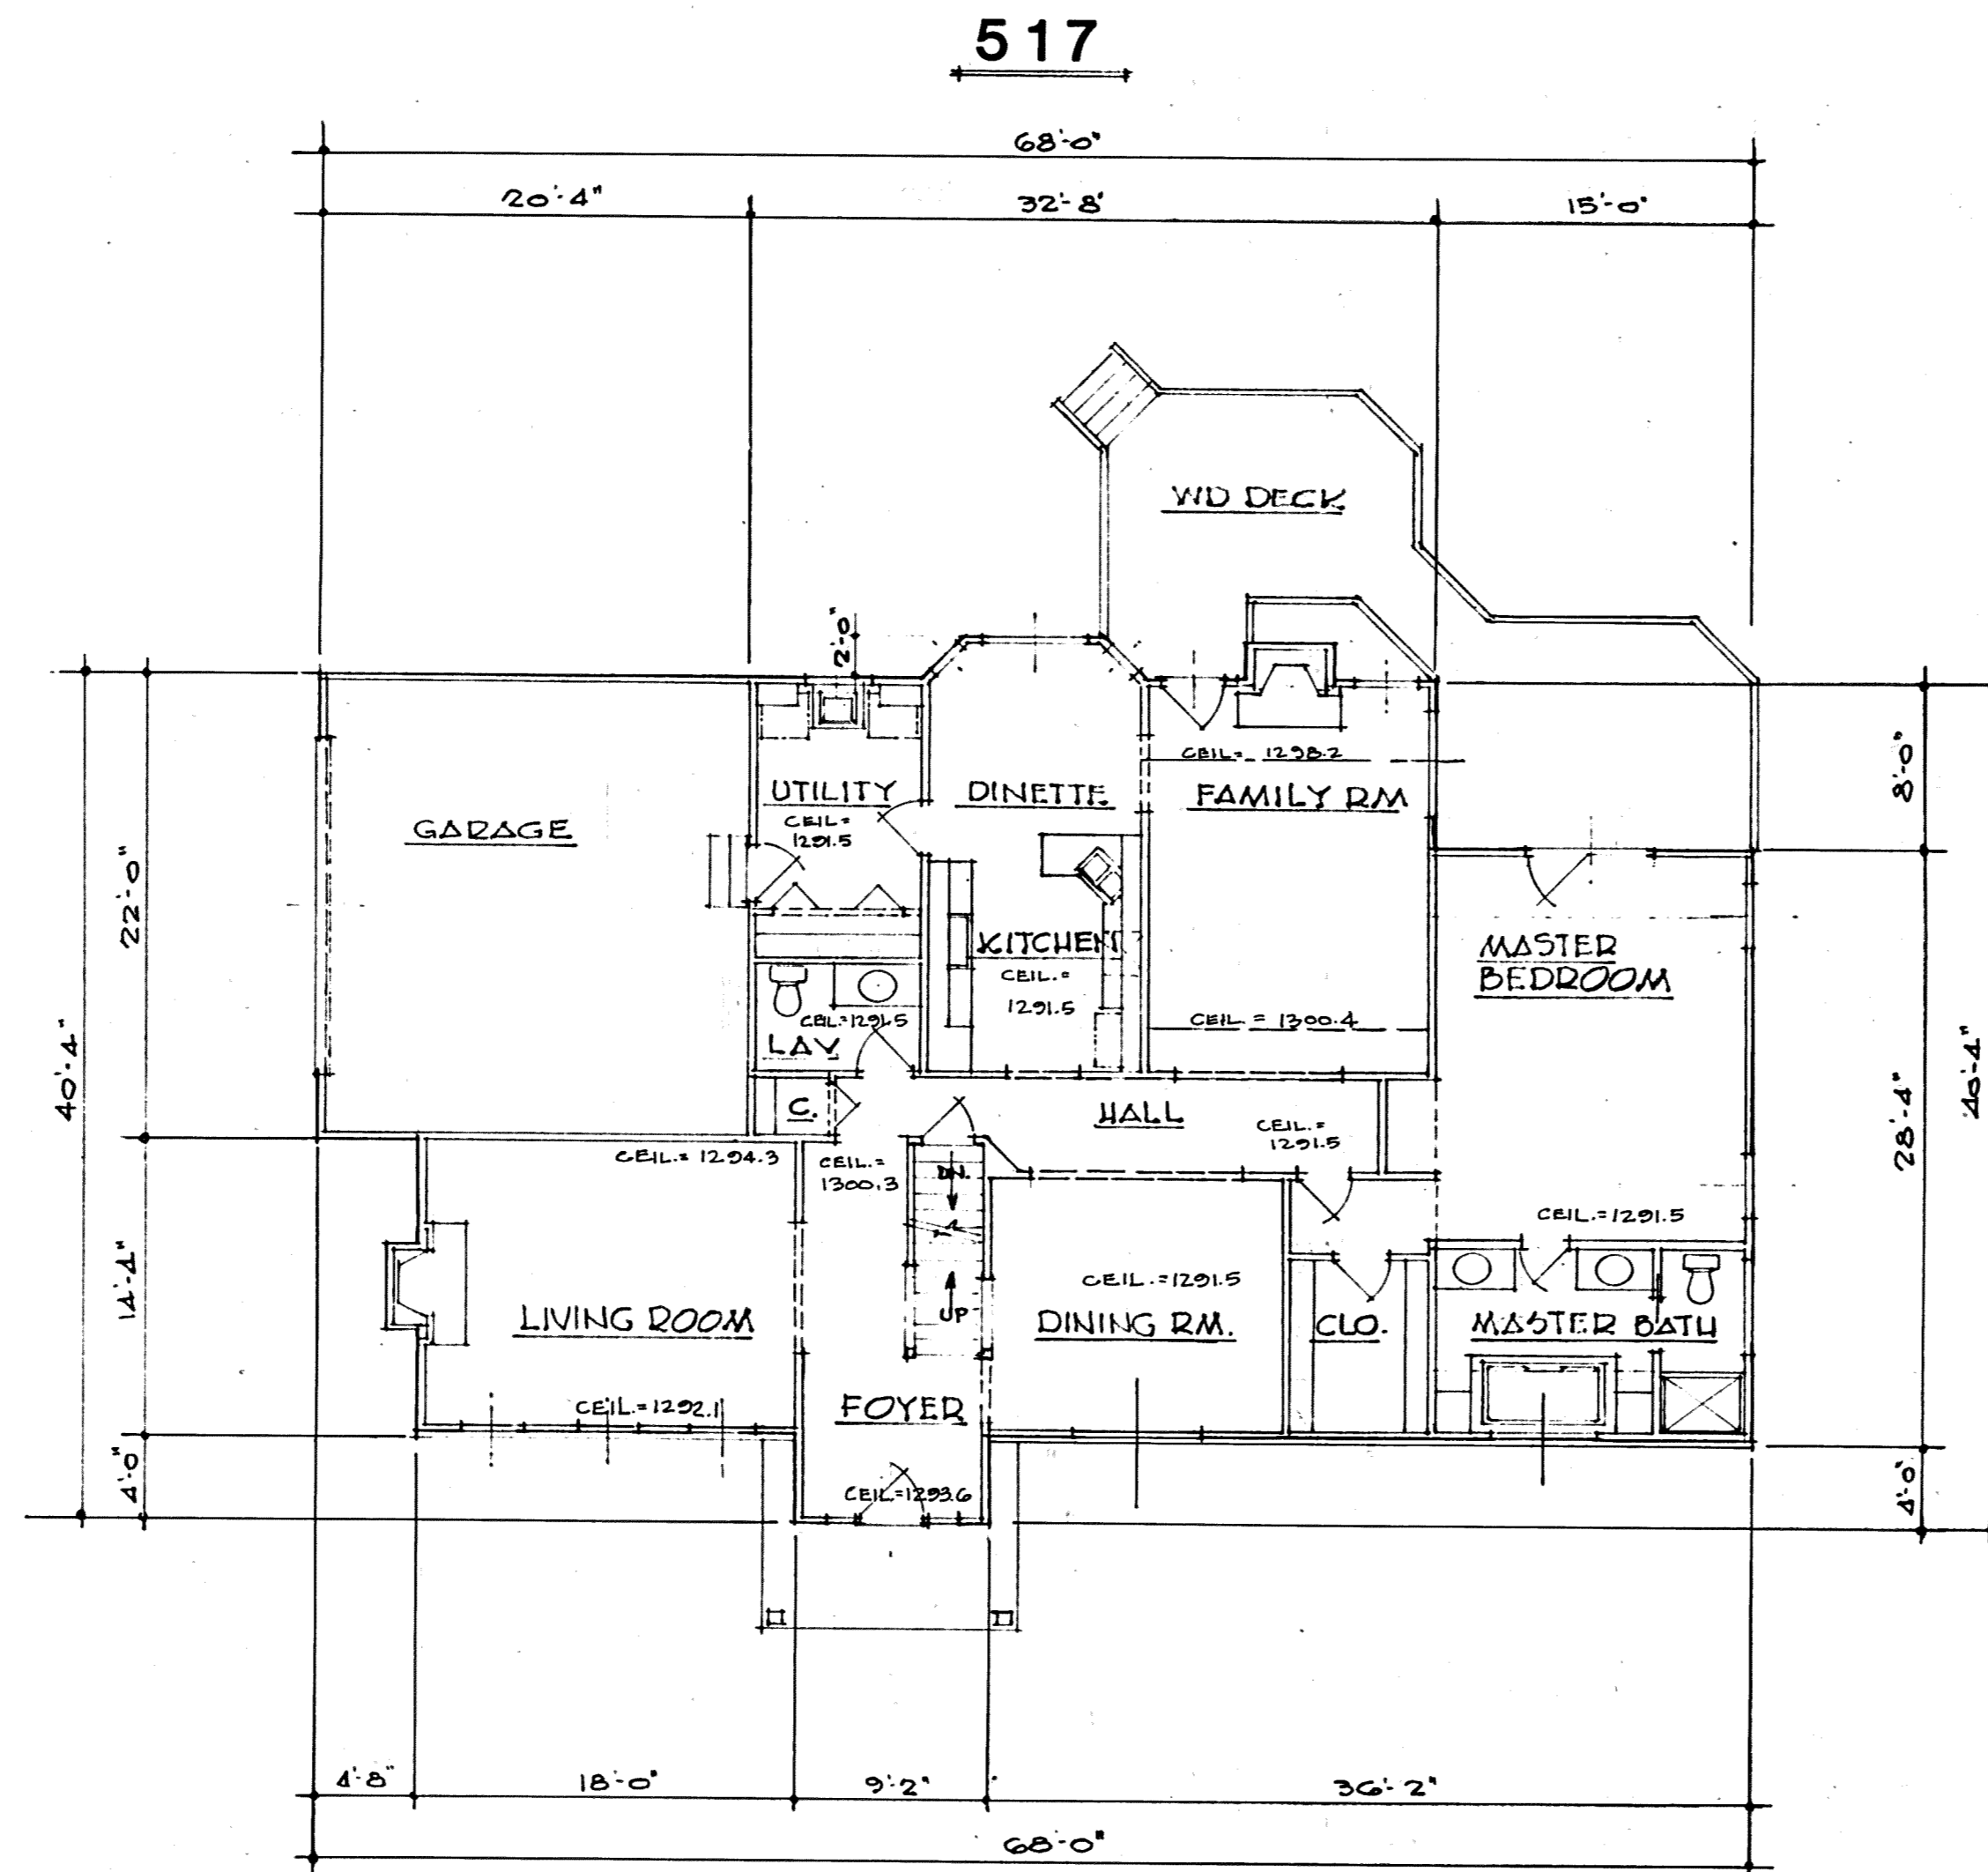 517
68'-0"
20'-4"
32'-8'
15'-0'
WD DECK
2'-0"
CEIL= 1298.2
UTILITY
DINETTE
FAMILY RM
GARAGE
CEIL=
1291.5
8'-0"
22'-0"
KITCHEN
CEIL.=
1291.5
MASTER
BEDROOM
CEIL.=1291.5
LAV
CEIL. = 1300.4
40'-4"
40'-4"
C.
HALL
CEIL.=
1291.5
28'-4"
CEIL.= 1294.3
CEIL.=
1300.3
DN.
CEIL.=1291.5
14'-4"
CEIL.=1291.5
UP
LIVING ROOM
DINING RM.
CLO.
MASTER BATH
CEIL.=1292.1
FOYER
4'-0"
CEIL=1293.6
4'-0"
4'-8"
18'-0"
9'-2"
36'-2"
68'-0"